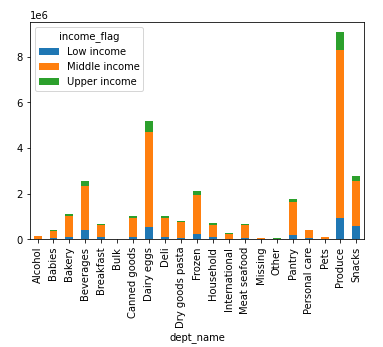 1e6
income_flag
Low income
Middle income
Upper income
8
6
4
2
0
Alcohol
Babies
Bakery
Beverages
Breakfast
Bulk
Canned goods
Dairy eggs
Deli
Dry goods pasta
Frozen
Household
International
Meat seafood
Missing
Other
Pantry
Personal care
Pets
Produce
Snacks
dept_name